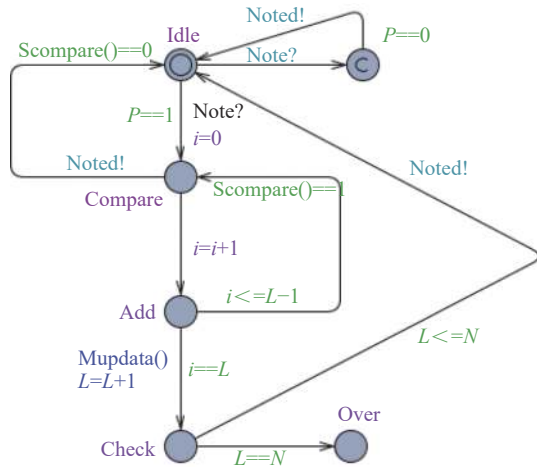 Noted!
Idle
P==0
Scompare()==0
Note?
C
P==1
Note?
i=0
Noted!
Noted!
Compare
Scompare()==1
i=i+1
i<=L−1
Add
L<=N
Mupdata()
L=L+1
i==L
Over
Check
L==N